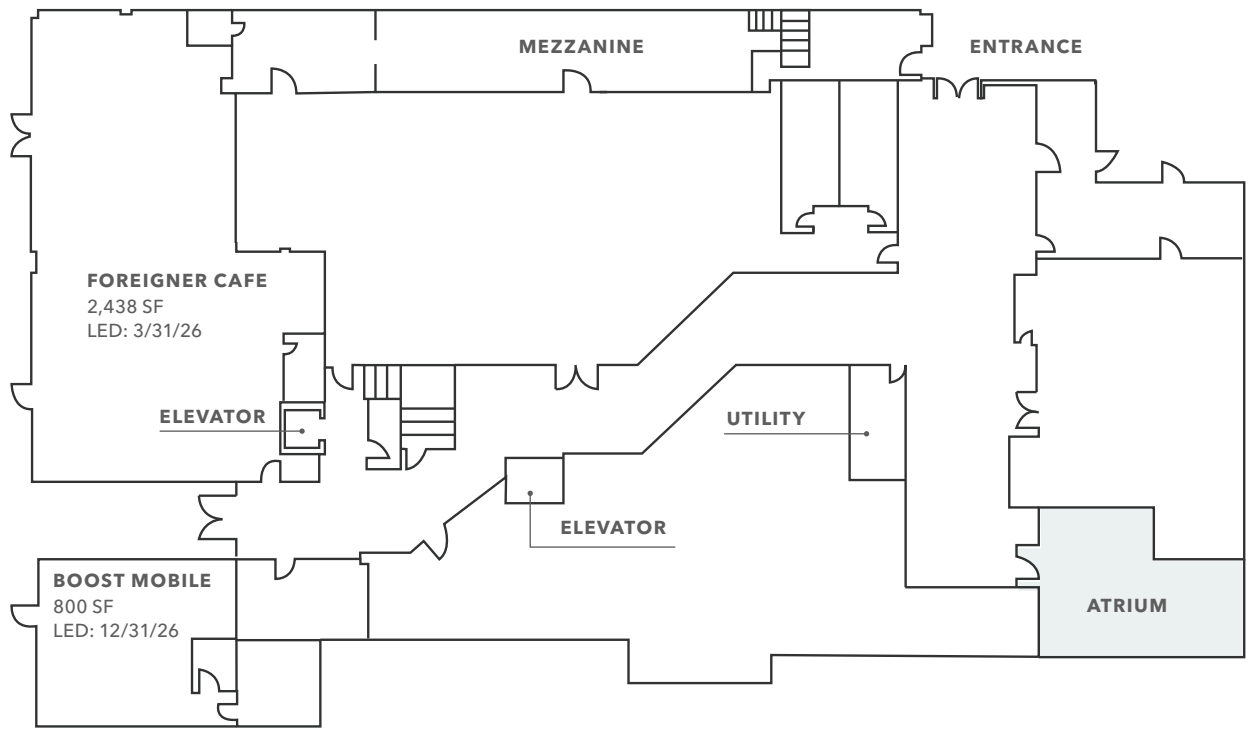 MEZZANINE
ENTRANCE
FOREIGNER CAFE
2,438 SF
LED: 3/31/26
ELEVATOR
UTILITY
ELEVATOR
BOOST MOBILE
800 SF
LED: 12/31/26
ATRIUM